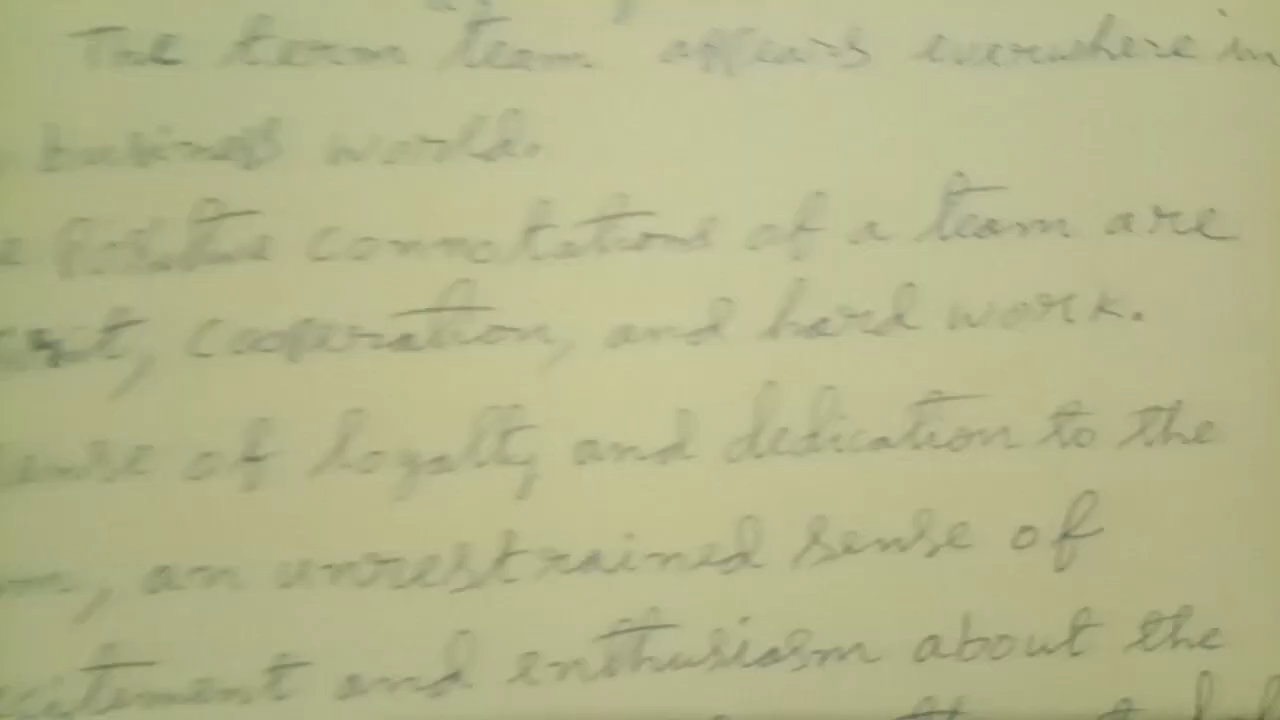 The term team appears everywhere in
business world.
positive connotations of a team are
cooperation, and hard work.
of loyalty and dedication to the
an unrestrained sense of
and enthusiasm about the